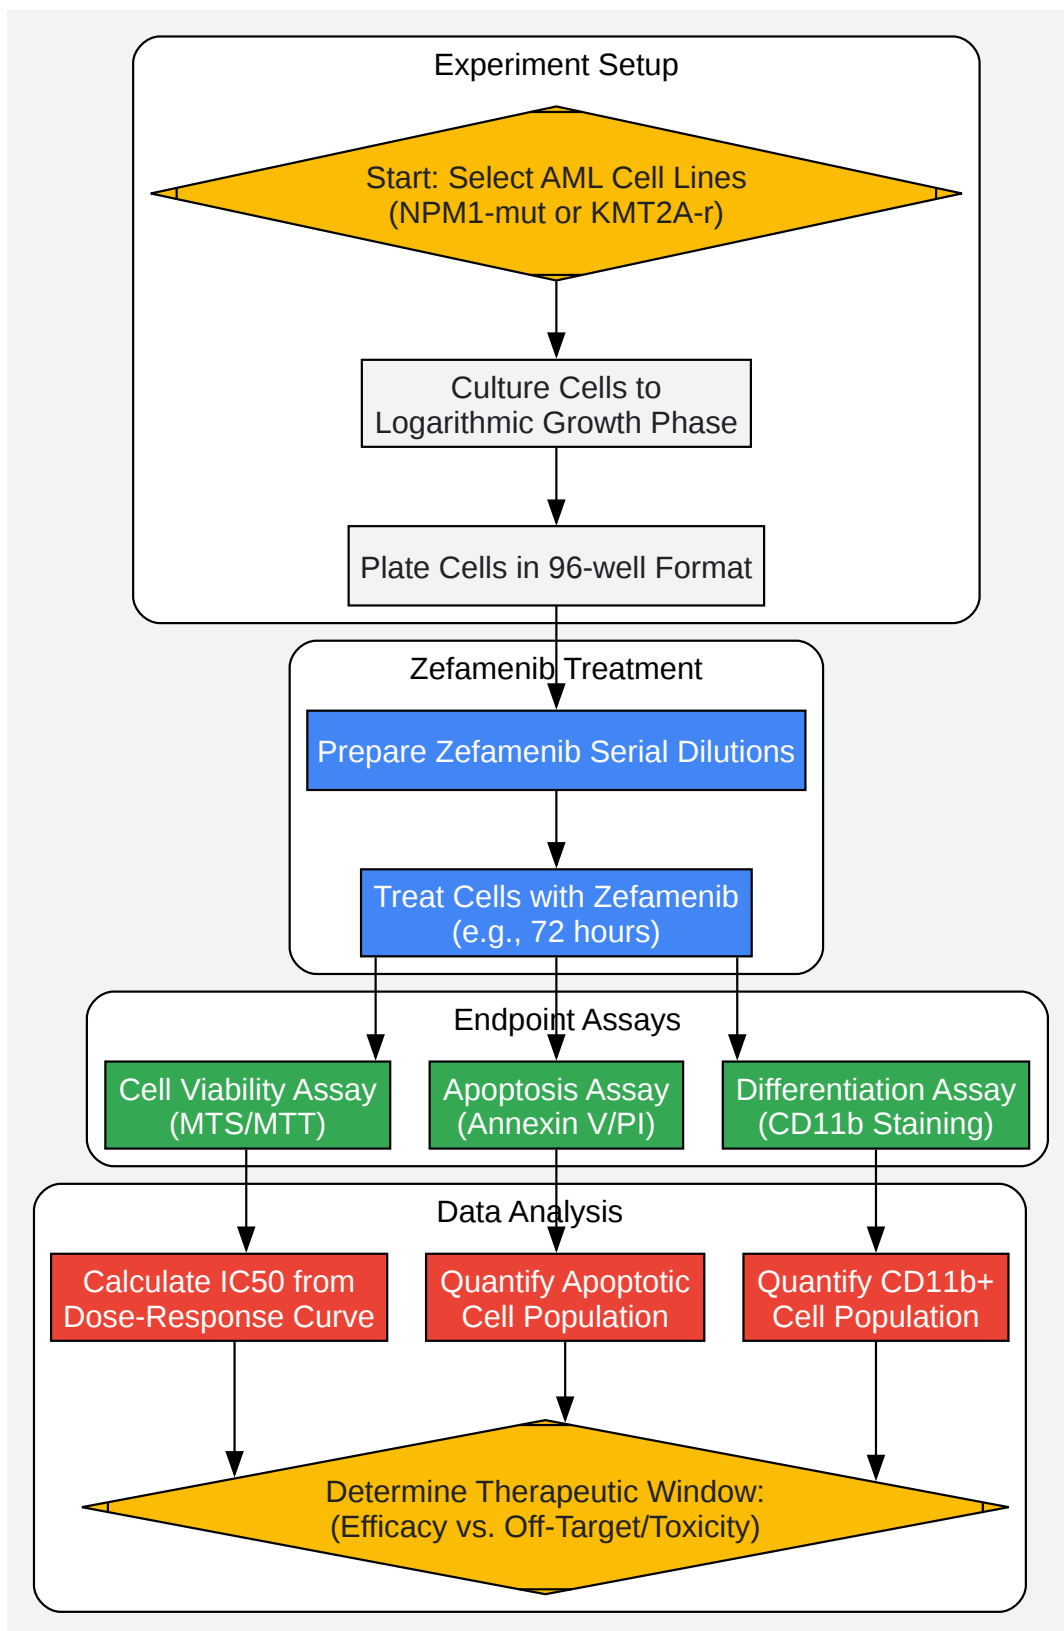 Experiment Setup
Start: Select AML Cell Lines
(NPM1-mut or KMT2A-r)
Culture Cells to
Logarithmic Growth Phase
Plate Cells in 96-well Format
Zefamenib Treatment
Prepare Zefamenib Serial Dilutions
Treat Cells with Zefamenib
(e.g., 72 hours)
Endpoint Assays
Cell Viability Assay
(MTS/MTT)
Apoptosis Assay
(Annexin V/PI)
Differentiation Assay
(CD11b Staining)
Data Analysis
Calculate IC50 from
Dose-Response Curve
Quantify Apoptotic
Cell Population
Quantify CD11b+
Cell Population
Determine Therapeutic Window:
(Efficacy vs. Off-Target/Toxicity)